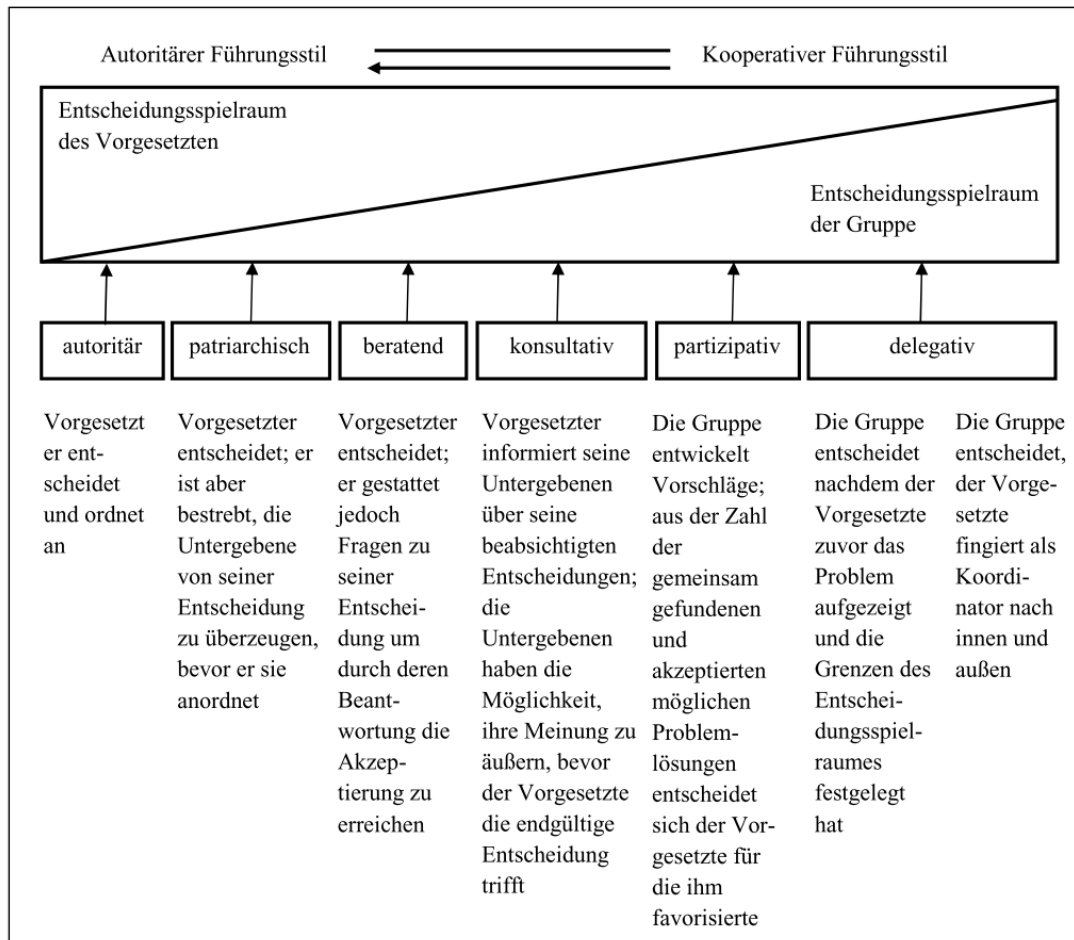 Autoritärer Führungsstil
Kooperativer Führungsstil
Entscheidungsspielraum
des Vorgesetzten
Entscheidungsspielraum
der Gruppe
autoritär
patriarchisch
beratend
konsultativ
partizipativ
delegativ
Vorgesetzt
er ent-
scheidet
und ordnet
an
Vorgesetzter
entscheidet; er
ist aber
bestrebt, die
Untergebene
von seiner
Entscheidung
zu überzeugen,
bevor er sie
anordnet
Vorgesetzter
entscheidet;
er gestattet
jedoch
Fragen zu
seiner
Entschei-
dung um
durch deren
Beant-
wortung die
Akzep-
tierung zu
erreichen
Vorgesetzter
informiert seine
Untergebenen
über seine
beabsichtigten
Entscheidungen;
die
Untergebenen
haben die
Möglichkeit,
ihre Meinung zu
äußern, bevor
der Vorgesetzte
die endgültige
Entscheidung
trifft
Die Gruppe
entwickelt
Vorschläge;
aus der Zahl
der
gemeinsam
gefundenen
und
akzeptierten
möglichen
Problem-
lösungen
entscheidet
sich der Vor-
gesetzte für
die ihm
favorisierte
Die Gruppe
entscheidet
nachdem der
Vorgesetzte
zuvor das
Problem
aufgezeigt
und die
Grenzen des
Entschei-
dungsspiel-
raumes
festgelegt
hat
Die Gruppe
entscheidet,
der Vorge-
setzte
fingiert als
Koordi-
nator nach
innen und
außen